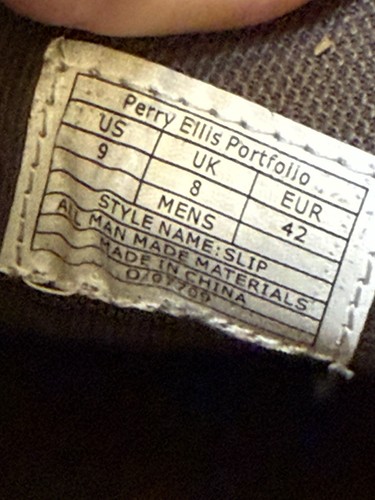 Perry Ellis Portfolio
US UK EUR
9 8 42
MENS
STYLE NAME: SLIP
ALL MAN MADE MATERIALS
MADE IN CHINA